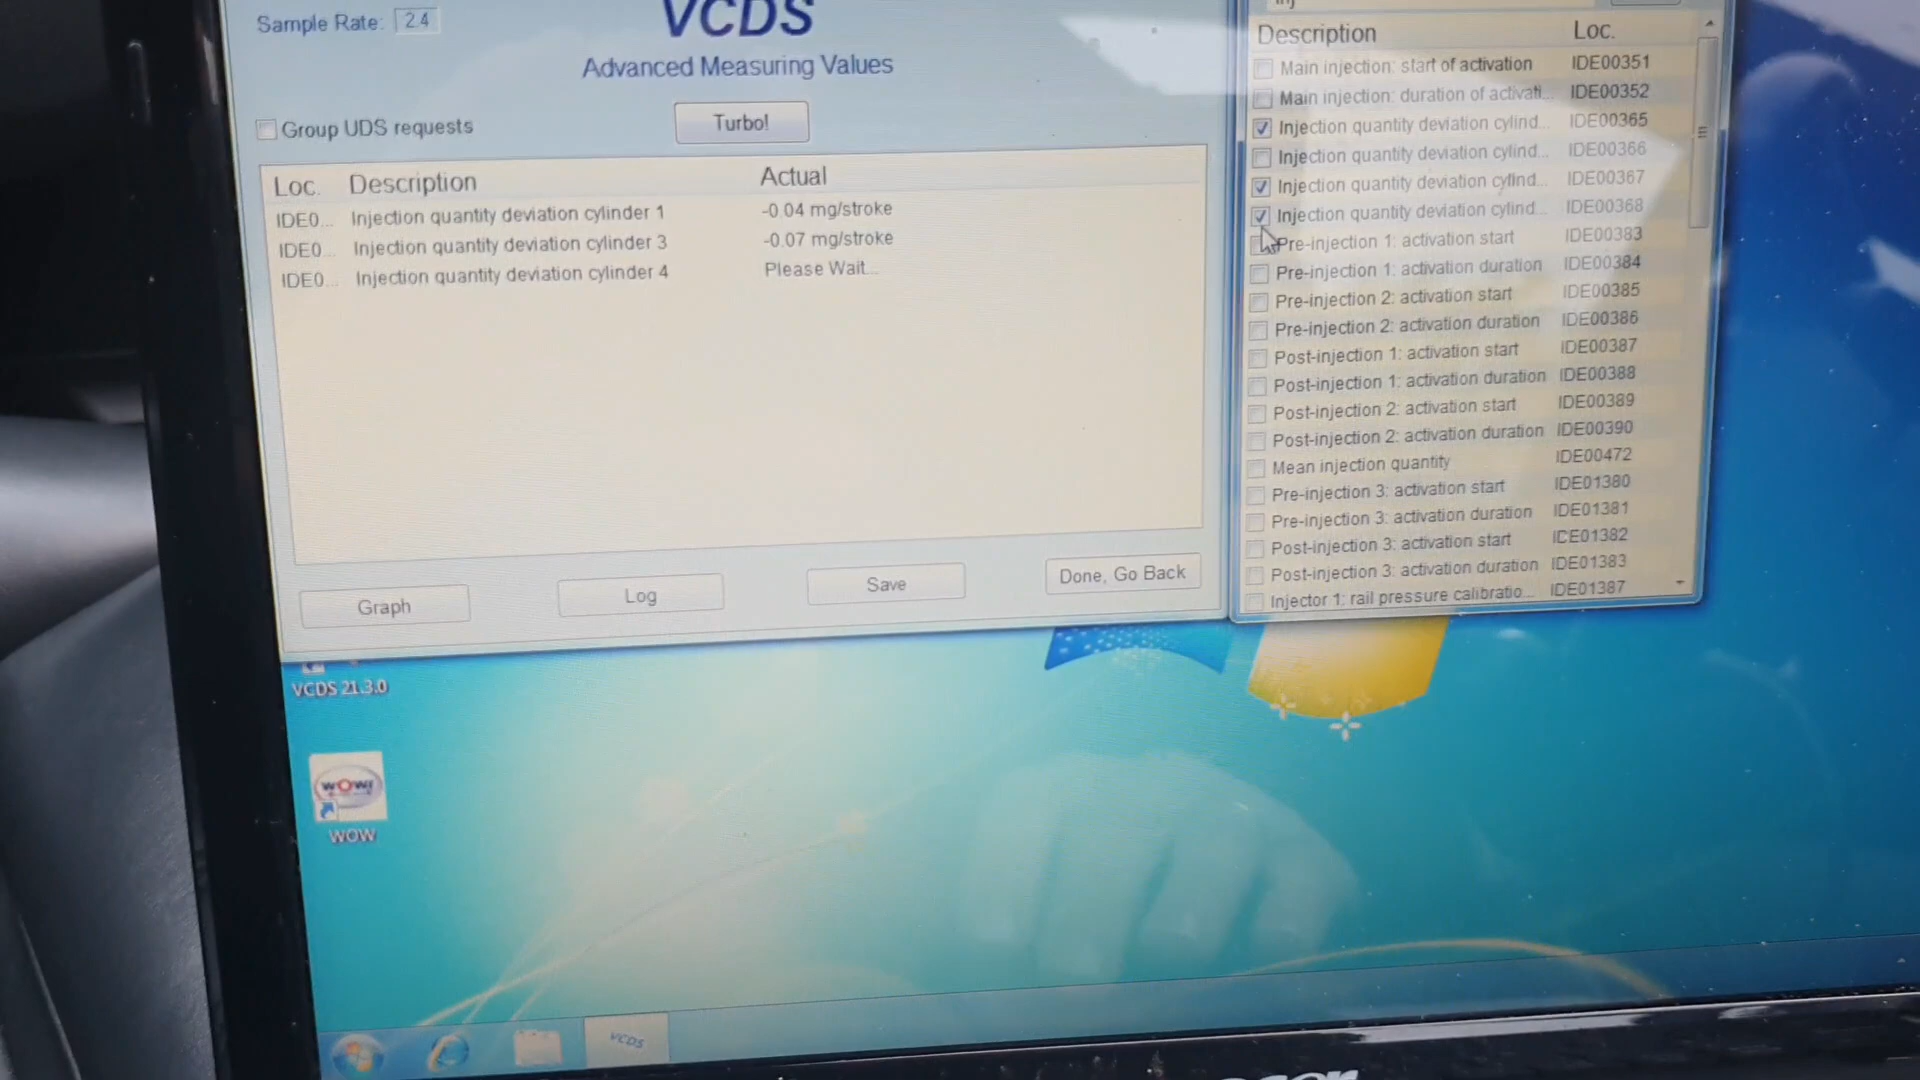 Sample Rate: 2.4
VCDS
Advanced Measuring Values
Group UDS requests
Turbo!
Loc. Description Actual
IDE0... Injection quantity deviation cylinder 1 -0.04 mg/stroke
IDE0... Injection quantity deviation cylinder 3 -0.07 mg/stroke
IDE0... Injection quantity deviation cylinder 4 Please Wait...
Graph
Log
Save
Done, Go Back
Description Loc.
Main injection: start of activation IDE00351
Main injection: duration of activati... IDE00352
Injection quantity deviation cylind... IDE00365
Injection quantity deviation cylind... IDE00366
Injection quantity deviation cylind... IDE00367
Injection quantity deviation cylind... IDE00368
Pre-injection 1: activation start IDE00383
Pre-injection 1: activation duration IDE00384
Pre-injection 2: activation start IDE00385
Pre-injection 2: activation duration IDE00386
Post-injection 1: activation start IDE00387
Post-injection 1: activation duration IDE00388
Post-injection 2: activation start IDE00389
Post-injection 2: activation duration IDE00390
Mean injection quantity IDE00472
Pre-injection 3: activation start IDE01380
Pre-injection 3: activation duration IDE01381
Post-injection 3: activation start ICE01382
Post-injection 3: activation duration IDE01383
Injector 1: rail pressure calibratio... IDE01387
VCDS 21.3.0
WOW!
WOW
VCDS